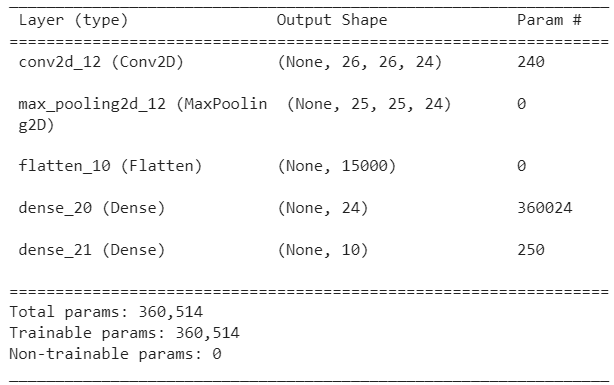 Layer (type) Output Shape Param #
=================================================================
conv2d_12 (Conv2D) (None, 26, 26, 24) 240
max_pooling2d_12 (MaxPoolin (None, 25, 25, 24) 0
g2D)
flatten_10 (Flatten) (None, 15000) 0
dense_20 (Dense) (None, 24) 360024
dense_21 (Dense) (None, 10) 250
=================================================================
Total params: 360,514
Trainable params: 360,514
Non-trainable params: 0